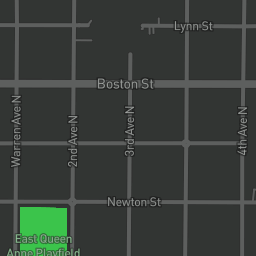 Lynn St
Boston St
Warren Ave N
2nd Ave N
3rd Ave N
4th Ave N
Newton St
East Queen
Anne Playfield